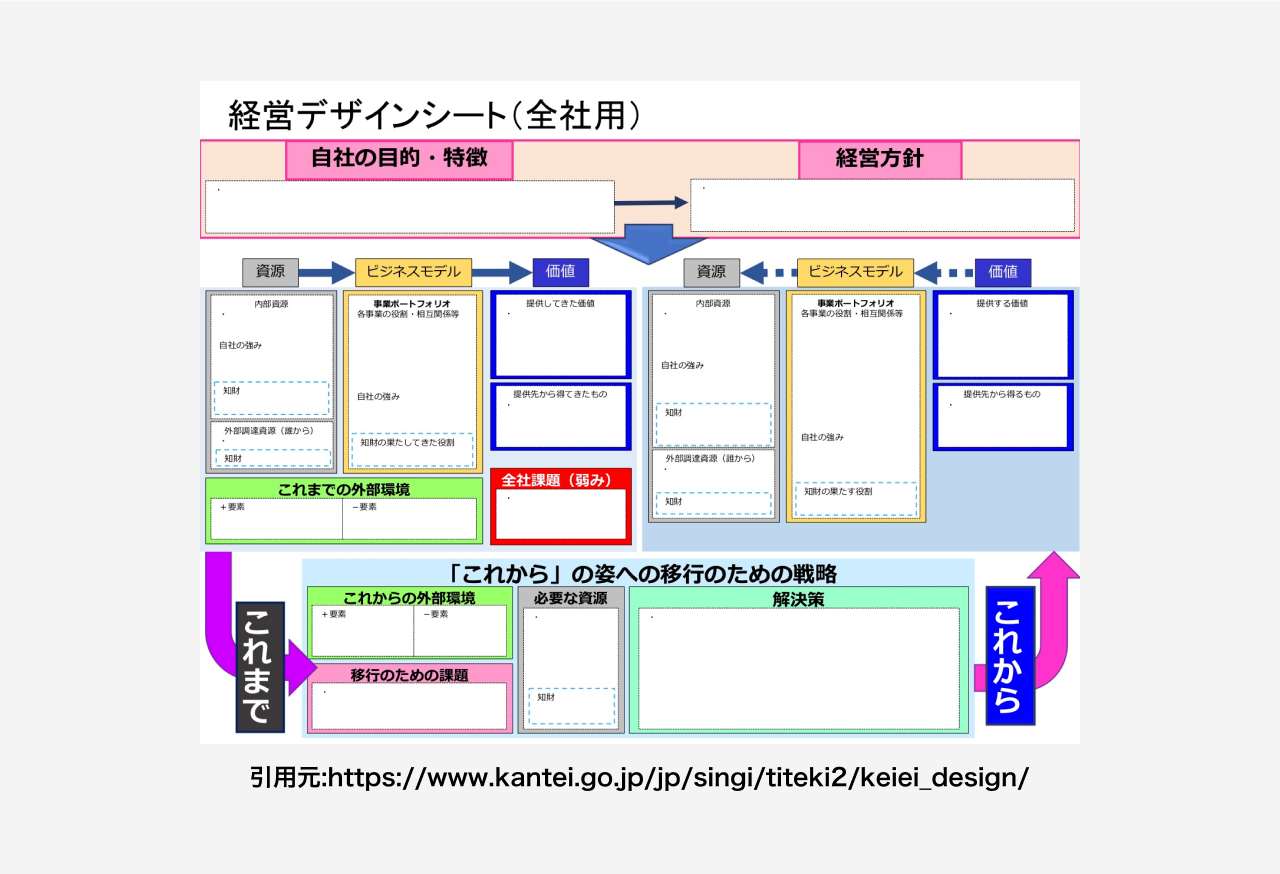 経営デザインシート(全社用)
自社の目的・特徴
経営方針
・
・
資源
ビジネスモデル
価値
資源
ビジネスモデル
価値
内部資源
・
自社の強み
知財
外部調達資源(誰から)
・
知財
事業ポートフォリオ
各事業の役割・相互関係等
自社の強み
知財の果たしてきた役割
提供してきた価値
・
提供先から得てきたもの
・
これまでの外部環境
+要素
-要素
全社課題(弱み)
・
内部資源
・
自社の強み
知財
外部調達資源(誰から)
・
知財
事業ポートフォリオ
各事業の役割・相互関係等
自社の強み
知財の果たす役割
提供する価値
・
提供先から得るもの
・
これまで
「これから」の姿への移行のための戦略
これからの外部環境
+要素
-要素
移行のための課題
・
必要な資源
・
知財
解決策
・
これから
引用元:https://www.kantei.go.jp/jp/singi/titeki2/keiei_design/